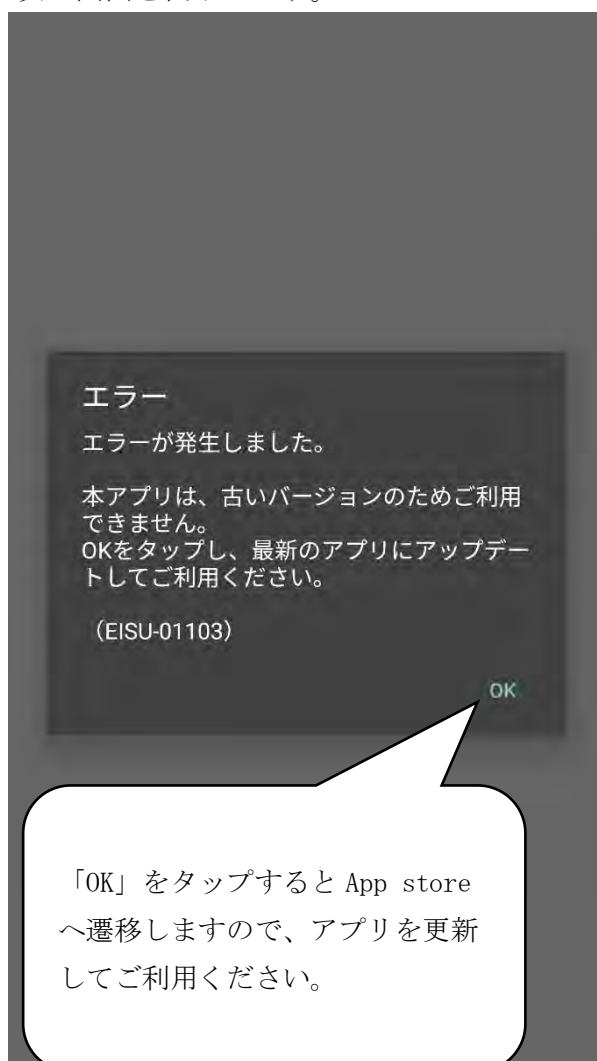 エラー
エラーが発生しました。
本アプリは、古いバージョンのためご利用
できません。
OKをタップし、最新のアプリにアップデー
トしてご利用ください。
（EISU-01103）
OK
「OK」をタップすると App store
へ遷移しますので、アプリを更新
してご利用ください。